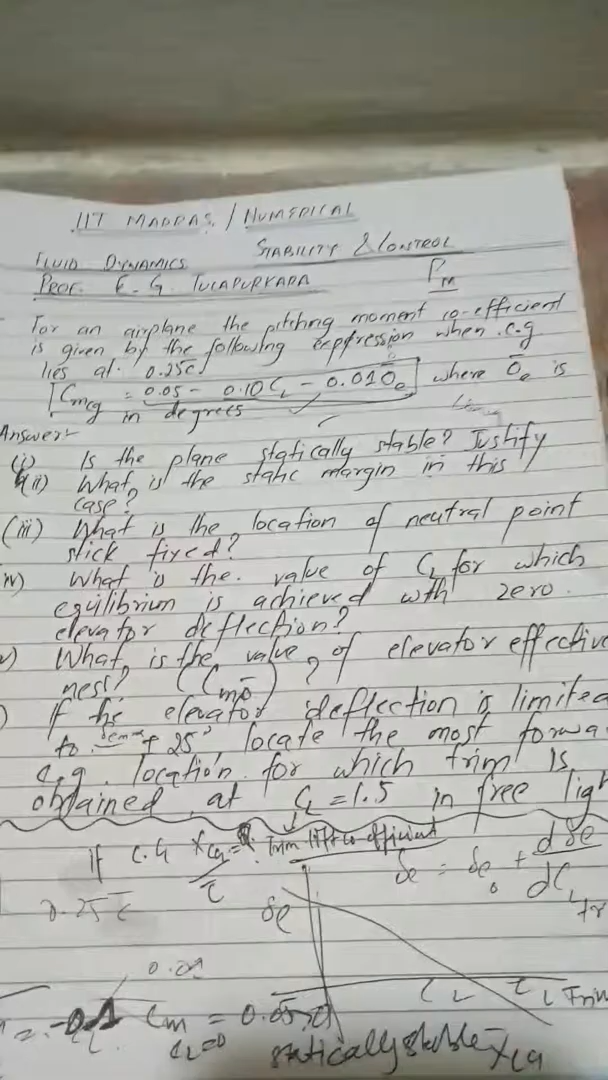 IIT MADRAS / NUMERICAL
STABILITY & CONTROL
FLUID DYNAMICS
PROF. E. G. TULAPURKARA
PM
For an airplane the pitching moment co-efficient
is given by the following expression when c.g
lies at 0.25c̄
Cmcg = 0.05 - 0.10CL - 0.01δe where δe is
in degrees
Answer:-
(i) Is the plane statically stable? Justify
(ii) What is the static margin in this
case?
(iii) What is the location of neutral point
stick fixed?
iv) What is the value of CL for which
equilibrium is achieved with zero
elevator deflection?
v) What is the value of elevator effective
ness? (Cmδ)
) If the elevator deflection is limited
to ± 25°, locate the most forwa
c.g. location for which trim is
obtained at CL = 1.5 in free
If C.G Xcg = Trim lift co efficient
c̄
0.25 c̄
δe
δe = δe0 + dδe
dCL
0.01
CL CL Trim
Cm = 0.05
CL=0
statically stable Xcg